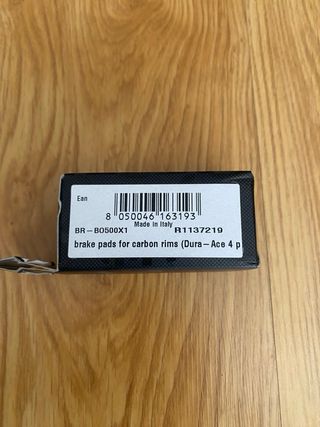 Ean
8 050046 163193
Made in Italy
BR-BO500X1 R1137219
brake pads for carbon rims (Dura-Ace 4 p